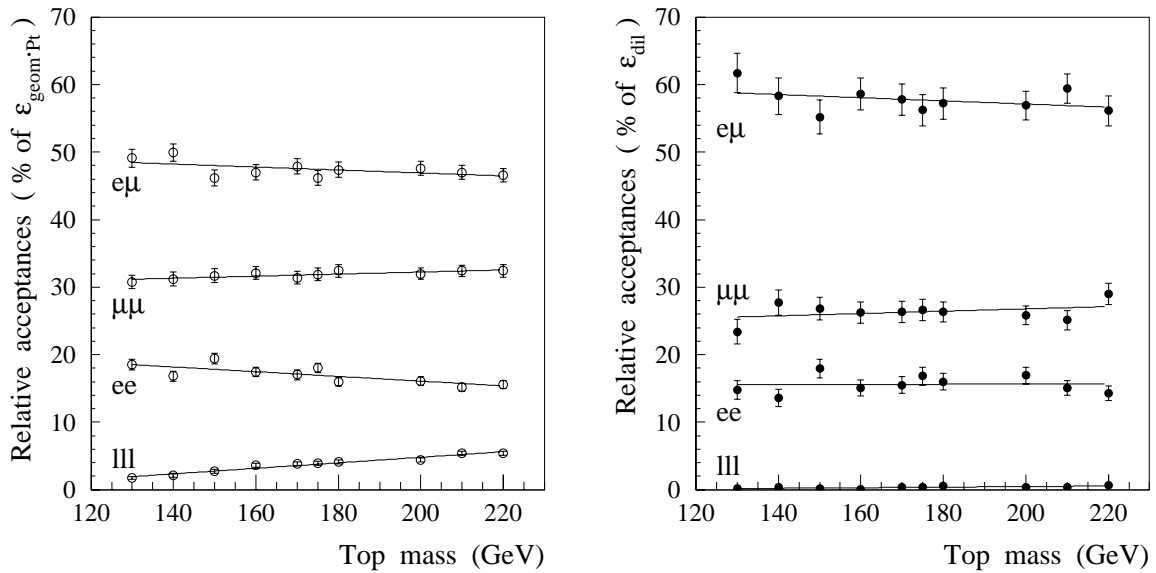 Relative acceptances ( % of ε_geom·Pt)
70
60
50
40
30
20
10
0
eμ
μμ
ee
lll
120 140 160 180 200 220
Top mass (GeV)
Relative acceptances ( % of ε_dil)
70
60
50
40
30
20
10
0
eμ
μμ
ee
lll
120 140 160 180 200 220
Top mass (GeV)